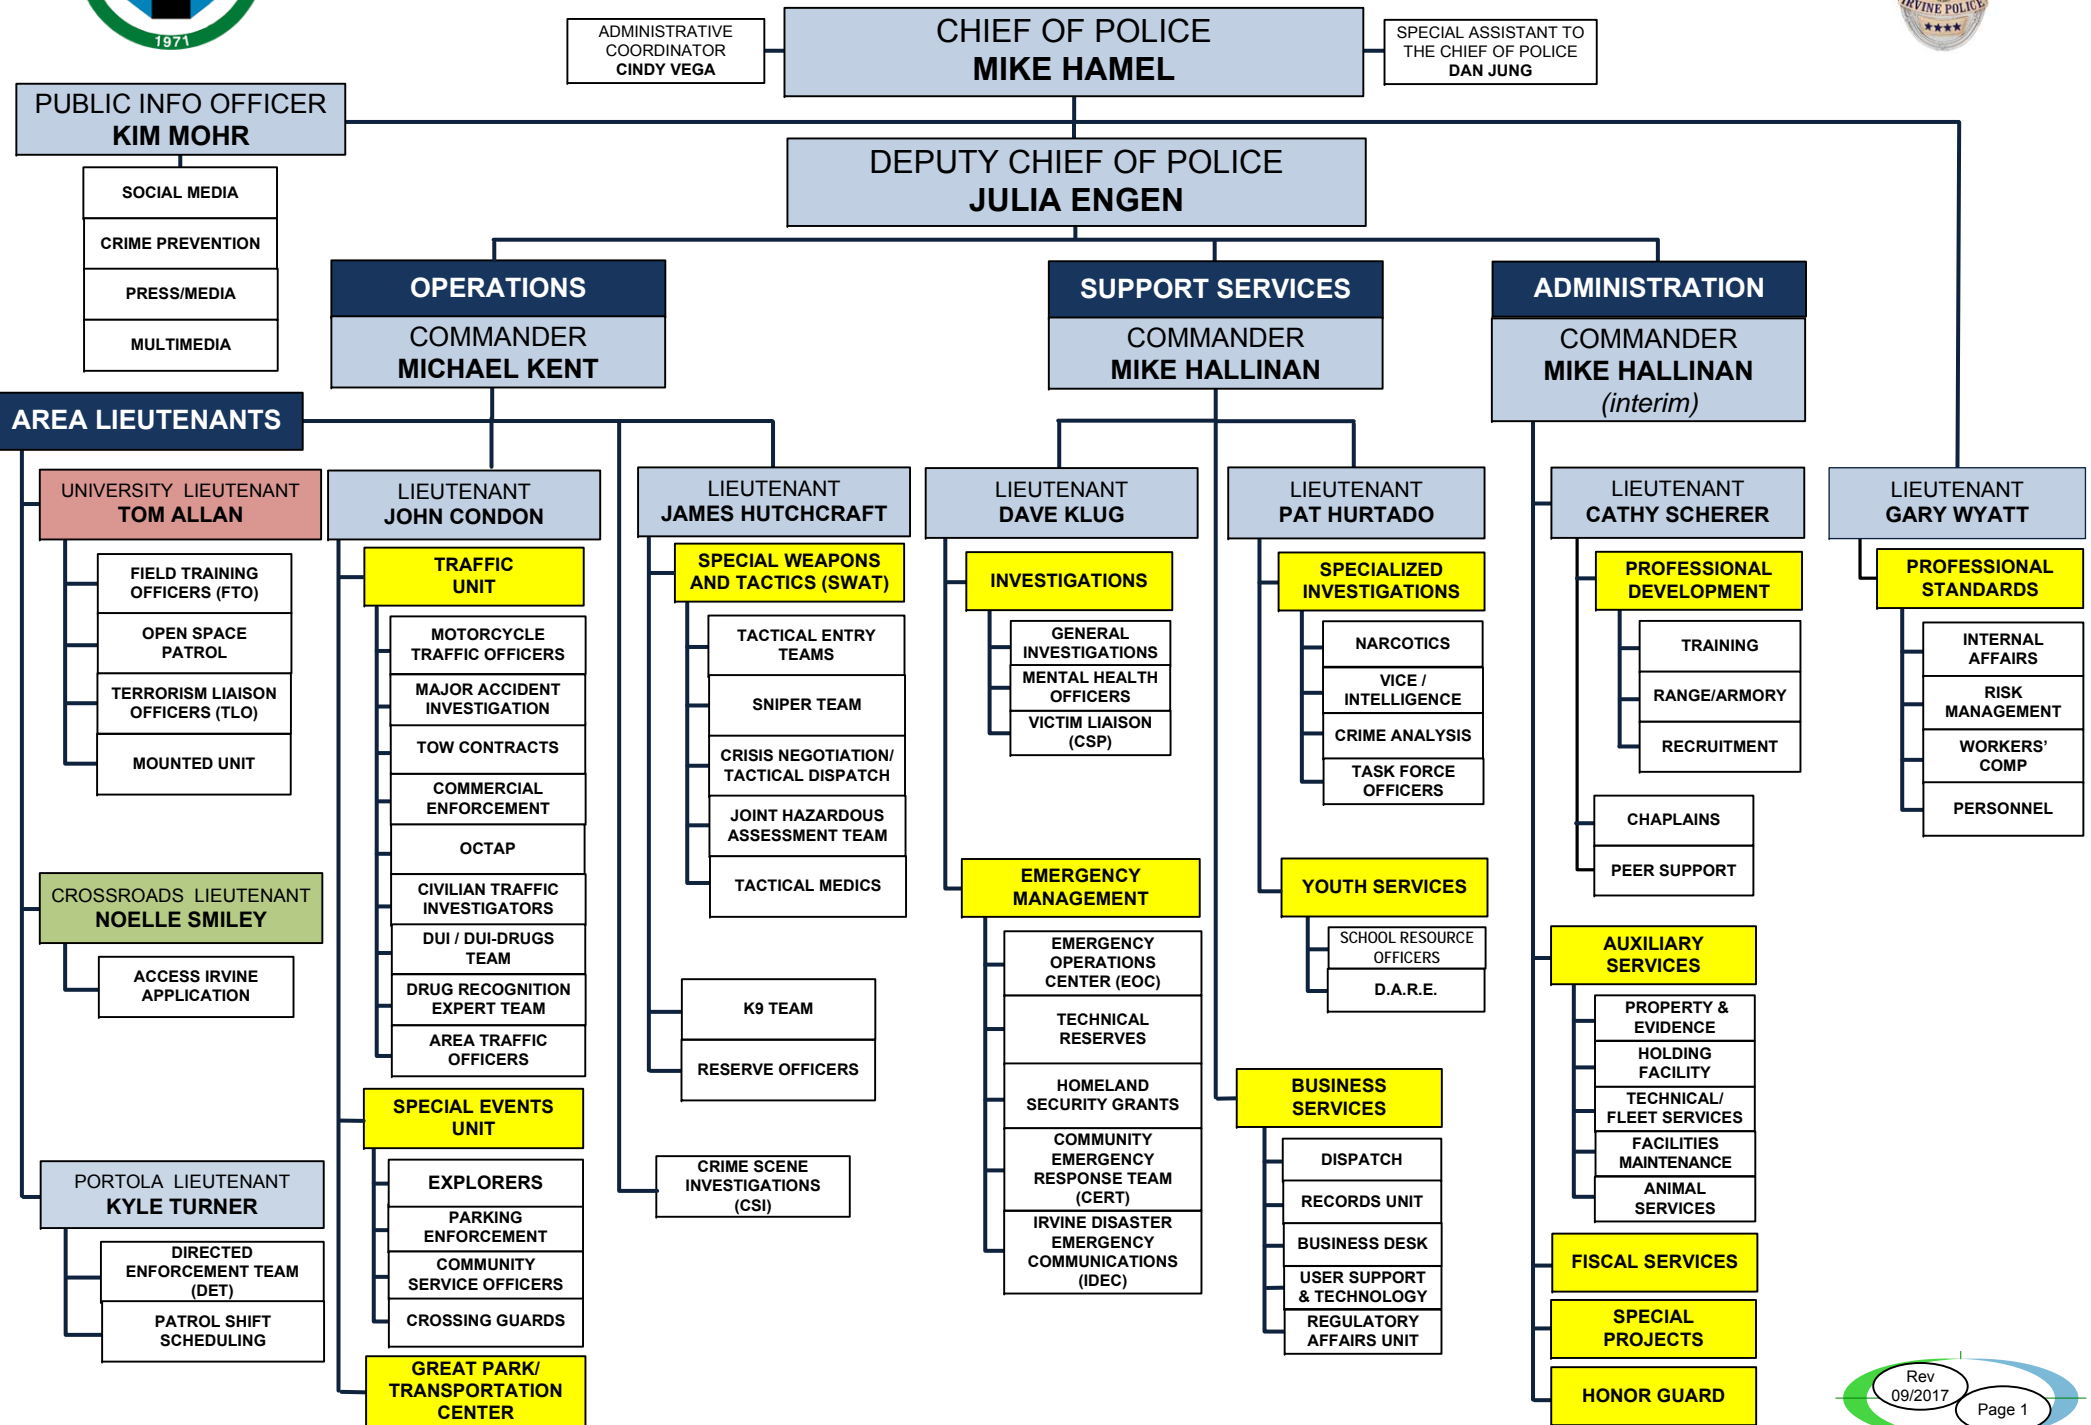 1971
ADMINISTRATIVE
COORDINATOR
CINDY VEGA
CHIEF OF POLICE
MIKE HAMEL
SPECIAL ASSISTANT TO
THE CHIEF OF POLICE
DAN JUNG
IRVINE POLICE
PUBLIC INFO OFFICER
KIM MOHR
SOCIAL MEDIA
CRIME PREVENTION
PRESS/MEDIA
MULTIMEDIA
DEPUTY CHIEF OF POLICE
JULIA ENGEN
OPERATIONS
COMMANDER
MICHAEL KENT
SUPPORT SERVICES
COMMANDER
MIKE HALLINAN
ADMINISTRATION
COMMANDER
MIKE HALLINAN
(interim)
AREA LIEUTENANTS
UNIVERSITY LIEUTENANT
TOM ALLAN
FIELD TRAINING
OFFICERS (FTO)
OPEN SPACE
PATROL
TERRORISM LIAISON
OFFICERS (TLO)
MOUNTED UNIT
CROSSROADS LIEUTENANT
NOELLE SMILEY
ACCESS IRVINE
APPLICATION
PORTOLA LIEUTENANT
KYLE TURNER
DIRECTED
ENFORCEMENT TEAM
(DET)
PATROL SHIFT
SCHEDULING
LIEUTENANT
JOHN CONDON
TRAFFIC
UNIT
MOTORCYCLE
TRAFFIC OFFICERS
MAJOR ACCIDENT
INVESTIGATION
TOW CONTRACTS
COMMERCIAL
ENFORCEMENT
OCTAP
CIVILIAN TRAFFIC
INVESTIGATORS
DUI / DUI-DRUGS
TEAM
DRUG RECOGNITION
EXPERT TEAM
AREA TRAFFIC
OFFICERS
SPECIAL EVENTS
UNIT
EXPLORERS
PARKING
ENFORCEMENT
COMMUNITY
SERVICE OFFICERS
CROSSING GUARDS
GREAT PARK/
TRANSPORTATION
CENTER
LIEUTENANT
JAMES HUTCHCRAFT
SPECIAL WEAPONS
AND TACTICS (SWAT)
TACTICAL ENTRY
TEAMS
SNIPER TEAM
CRISIS NEGOTIATION/
TACTICAL DISPATCH
JOINT HAZARDOUS
ASSESSMENT TEAM
TACTICAL MEDICS
K9 TEAM
RESERVE OFFICERS
CRIME SCENE
INVESTIGATIONS
(CSI)
LIEUTENANT
DAVE KLUG
INVESTIGATIONS
GENERAL
INVESTIGATIONS
MENTAL HEALTH
OFFICERS
VICTIM LIAISON
(CSP)
EMERGENCY
MANAGEMENT
EMERGENCY
OPERATIONS
CENTER (EOC)
TECHNICAL
RESERVES
HOMELAND
SECURITY GRANTS
COMMUNITY
EMERGENCY
RESPONSE TEAM
(CERT)
IRVINE DISASTER
EMERGENCY
COMMUNICATIONS
(IDEC)
LIEUTENANT
PAT HURTADO
SPECIALIZED
INVESTIGATIONS
NARCOTICS
VICE /
INTELLIGENCE
CRIME ANALYSIS
TASK FORCE
OFFICERS
YOUTH SERVICES
SCHOOL RESOURCE
OFFICERS
D.A.R.E.
BUSINESS
SERVICES
DISPATCH
RECORDS UNIT
BUSINESS DESK
USER SUPPORT
& TECHNOLOGY
REGULATORY
AFFAIRS UNIT
LIEUTENANT
CATHY SCHERER
PROFESSIONAL
DEVELOPMENT
TRAINING
RANGE/ARMORY
RECRUITMENT
CHAPLAINS
PEER SUPPORT
AUXILIARY
SERVICES
PROPERTY &
EVIDENCE
HOLDING
FACILITY
TECHNICAL/
FLEET SERVICES
FACILITIES
MAINTENANCE
ANIMAL
SERVICES
FISCAL SERVICES
SPECIAL
PROJECTS
HONOR GUARD
LIEUTENANT
GARY WYATT
PROFESSIONAL
STANDARDS
INTERNAL
AFFAIRS
RISK
MANAGEMENT
WORKERS'
COMP
PERSONNEL
Rev
09/2017
Page 1